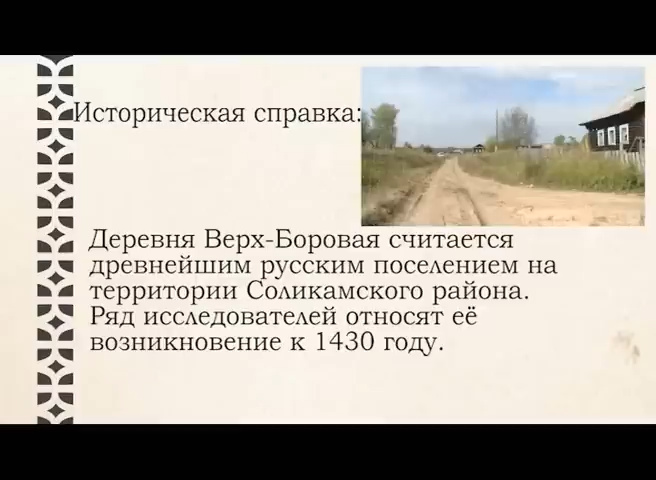 Историческая справка:
Деревня Верх-Боровая считается
древнейшим русским поселением на
территории Соликамского района.
Ряд исследователей относят её
возникновение к 1430 году.